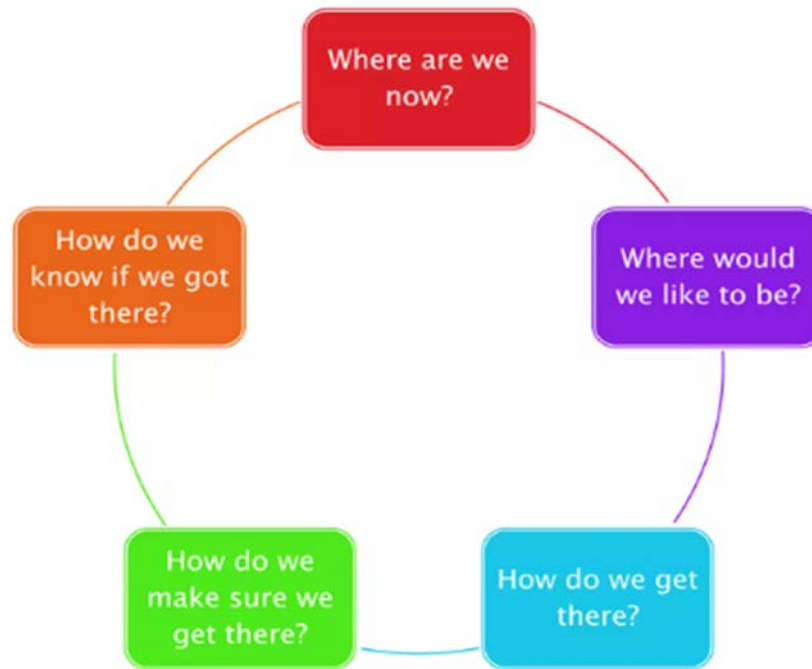 Where are we
now?
Where would
we like to be?
How do we get
there?
How do we
make sure we
get there?
How do we
know if we got
there?